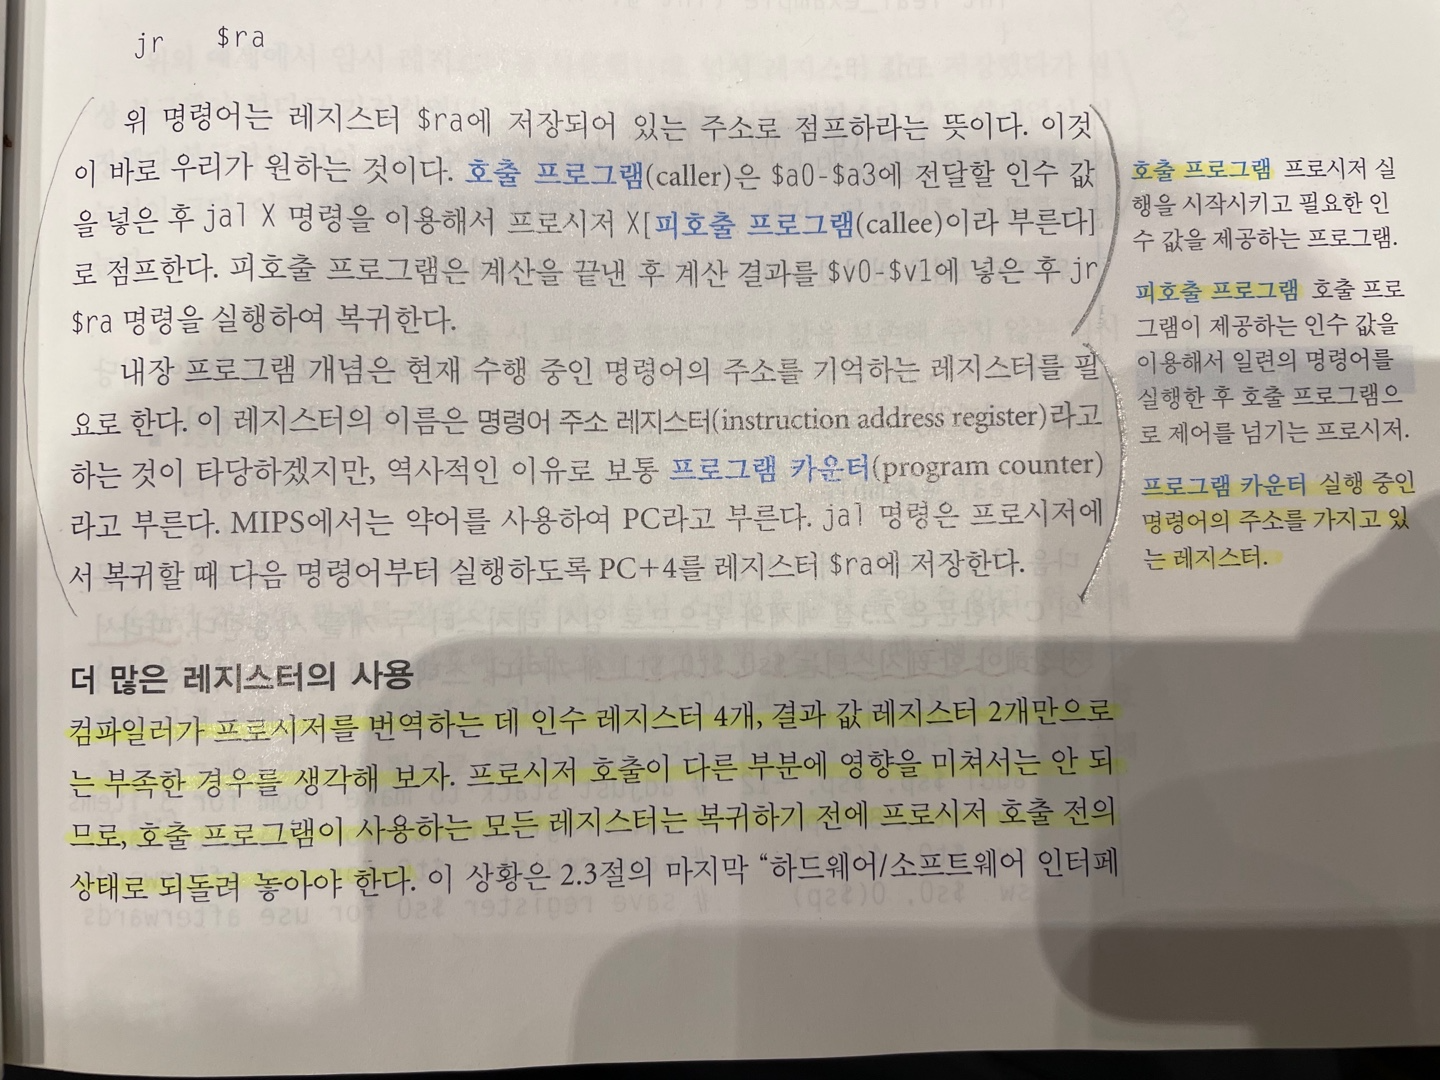 jr $ra
위 명령어는 레지스터 $ra에 저장되어 있는 주소로 점프하라는 뜻이다. 이것
이 바로 우리가 원하는 것이다. 호출 프로그램(caller)은 $a0-$a3에 전달할 인수 값
을 넣은 후 jal X 명령을 이용해서 프로시저 X[피호출 프로그램(callee)이라 부른다]
로 점프한다. 피호출 프로그램은 계산을 끝낸 후 계산 결과를 $v0-$v1에 넣은 후 jr
$ra 명령을 실행하여 복귀한다.
내장 프로그램 개념은 현재 수행 중인 명령어의 주소를 기억하는 레지스터를 필
요로 한다. 이 레지스터의 이름은 명령어 주소 레지스터(instruction address register)라고
하는 것이 타당하겠지만, 역사적인 이유로 보통 프로그램 카운터(program counter)
라고 부른다. MIPS에서는 약어를 사용하여 PC라고 부른다. jal 명령은 프로시저에
서 복귀할 때 다음 명령어부터 실행하도록 PC+4를 레지스터 $ra에 저장한다.
더 많은 레지스터의 사용
컴파일러가 프로시저를 번역하는 데 인수 레지스터 4개, 결과 값 레지스터 2개만으로
는 부족한 경우를 생각해 보자. 프로시저 호출이 다른 부분에 영향을 미쳐서는 안 되
므로, 호출 프로그램이 사용하는 모든 레지스터는 복귀하기 전에 프로시저 호출 전의
상태로 되돌려 놓아야 한다. 이 상황은 2.3절의 마지막 “하드웨어/소프트웨어 인터페
호출 프로그램 프로시저 실
행을 시작시키고 필요한 인
수 값을 제공하는 프로그램.
피호출 프로그램 호출 프로
그램이 제공하는 인수 값을
이용해서 일련의 명령어를
실행한 후 호출 프로그램으
로 제어를 넘기는 프로시저.
프로그램 카운터 실행 중인
명령어의 주소를 가지고 있
는 레지스터.